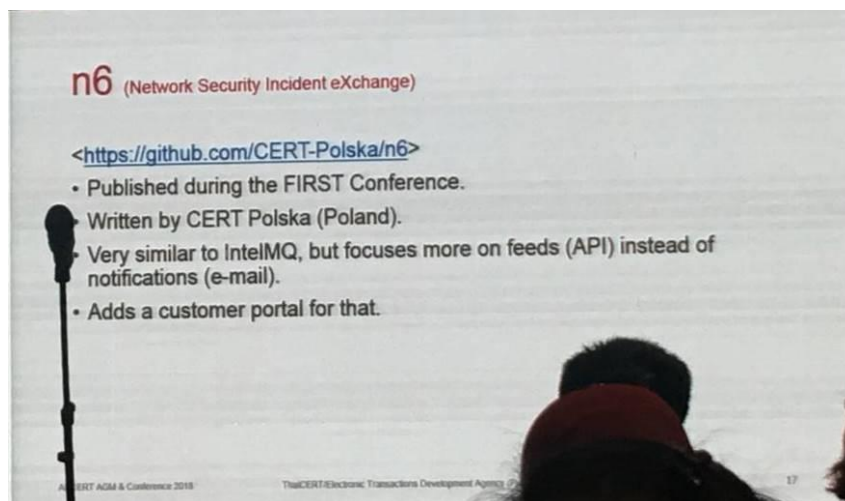 n6 (Network Security Incident eXchange)
<https://github.com/CERT-Polska/n6>
• Published during the FIRST Conference.
• Written by CERT Polska (Poland).
• Very similar to IntelMQ, but focuses more on feeds (API) instead of
notifications (e-mail).
• Adds a customer portal for that.
CERT AGM & Conference 2018
ThaiCERT/Electronic Transactions Development Agency
17